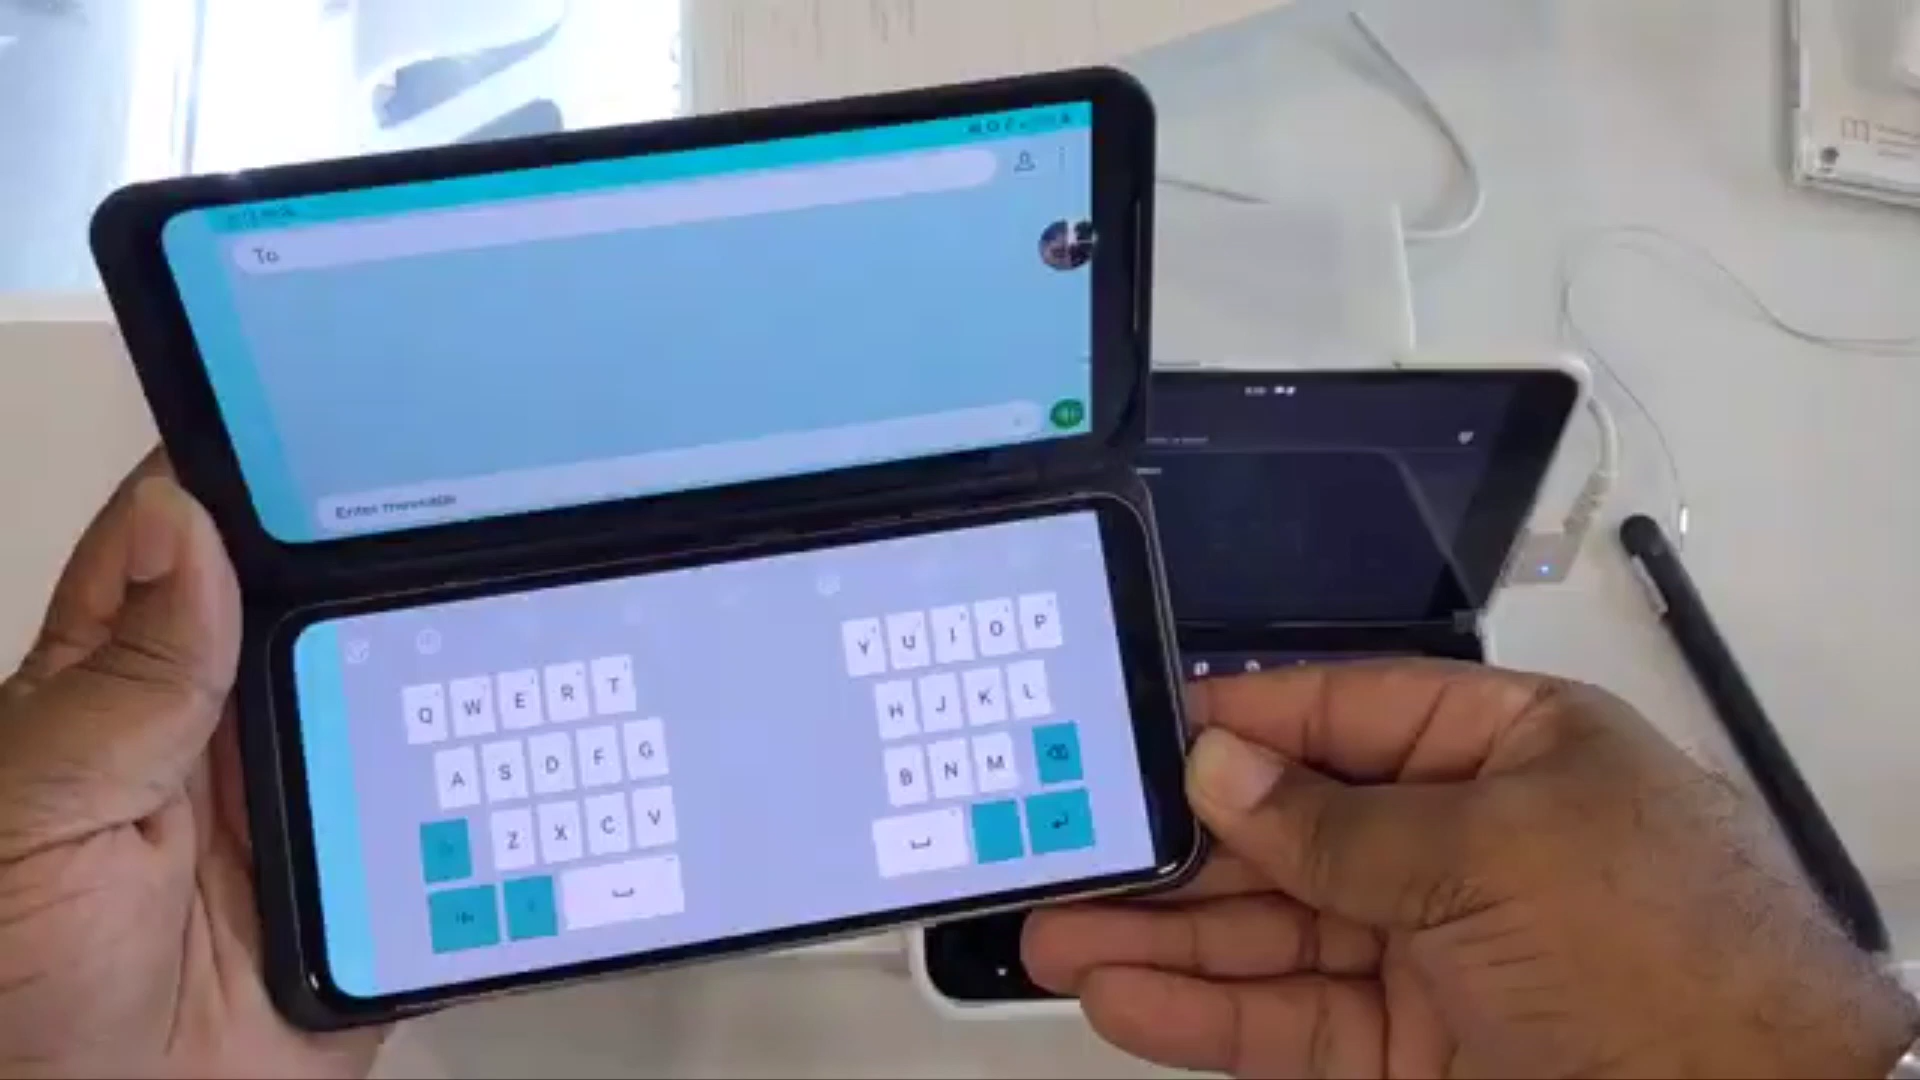 To
Enter message
Q W E R T Y U I O P
A S D F G H J K L
Z X C V B N M